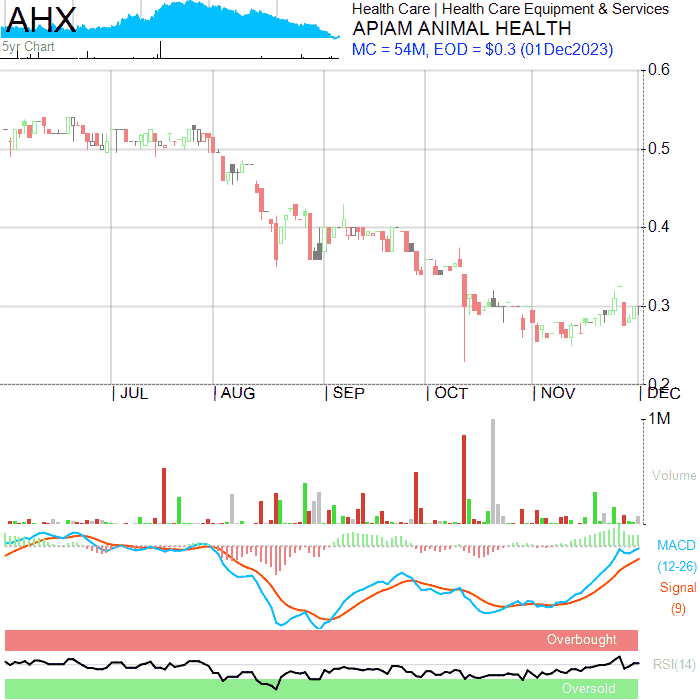 AHX
5yr Chart
Health Care | Health Care Equipment & Services
APIAM ANIMAL HEALTH
MC = 54M, EOD = $0.3 (01Dec2023)
0.6
0.5
0.4
0.3
0.2
| JUL | AUG | SEP | OCT | NOV | DEC
1M
Volume
MACD
(12-26)
Signal
(9)
Overbought
RSI(14)
Oversold